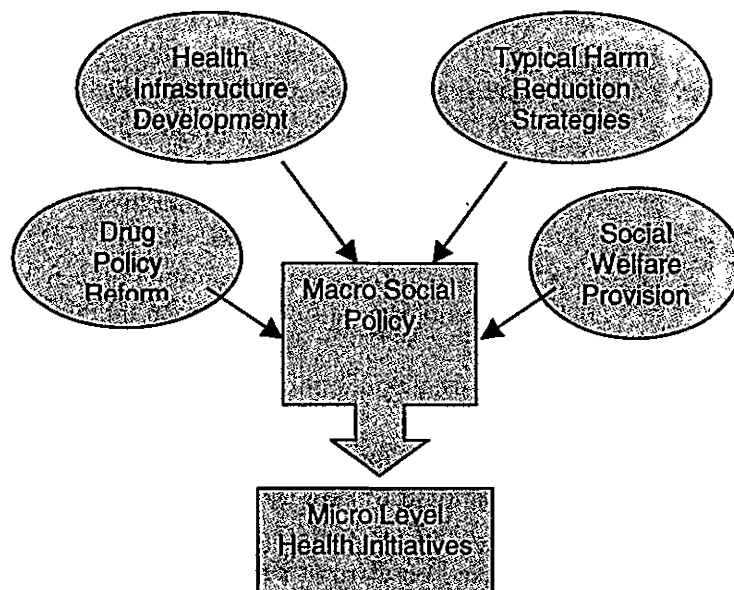 Health
Infrastructure
Development
Typical Harm
Reduction
Strategies
Drug
Policy
Reform
Social
Welfare
Provision
Macro Social
Policy
Micro Level
Health Initiatives